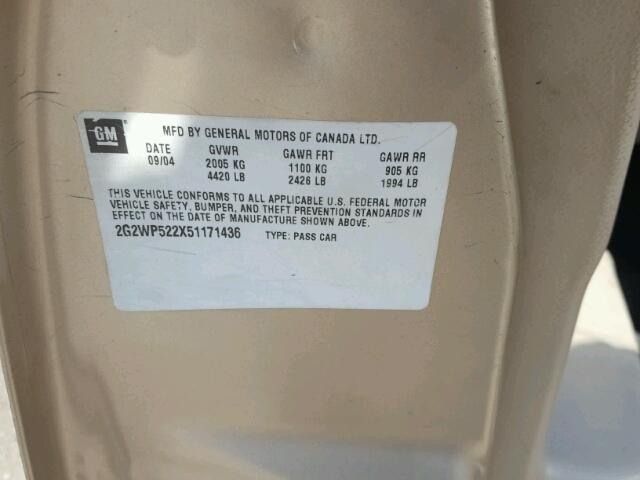 GM MFD BY GENERAL MOTORS OF CANADA LTD.
DATE GVWR GAWR FRT GAWR RR
09/04 2005 KG 1100 KG 905 KG
4420 LB 2426 LB 1994 LB
THIS VEHICLE CONFORMS TO ALL APPLICABLE U.S. FEDERAL MOTOR
VEHICLE SAFETY, BUMPER, AND THEFT PREVENTION STANDARDS IN
EFFECT ON THE DATE OF MANUFACTURE SHOWN ABOVE.
2G2WP522X51171436 TYPE: PASS CAR